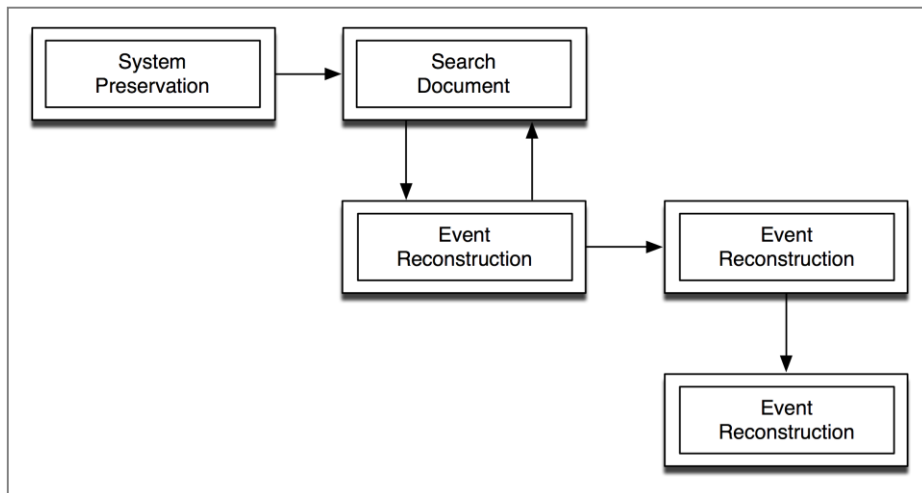 System
Preservation
Search
Document
Event
Reconstruction
Event
Reconstruction
Event
Reconstruction